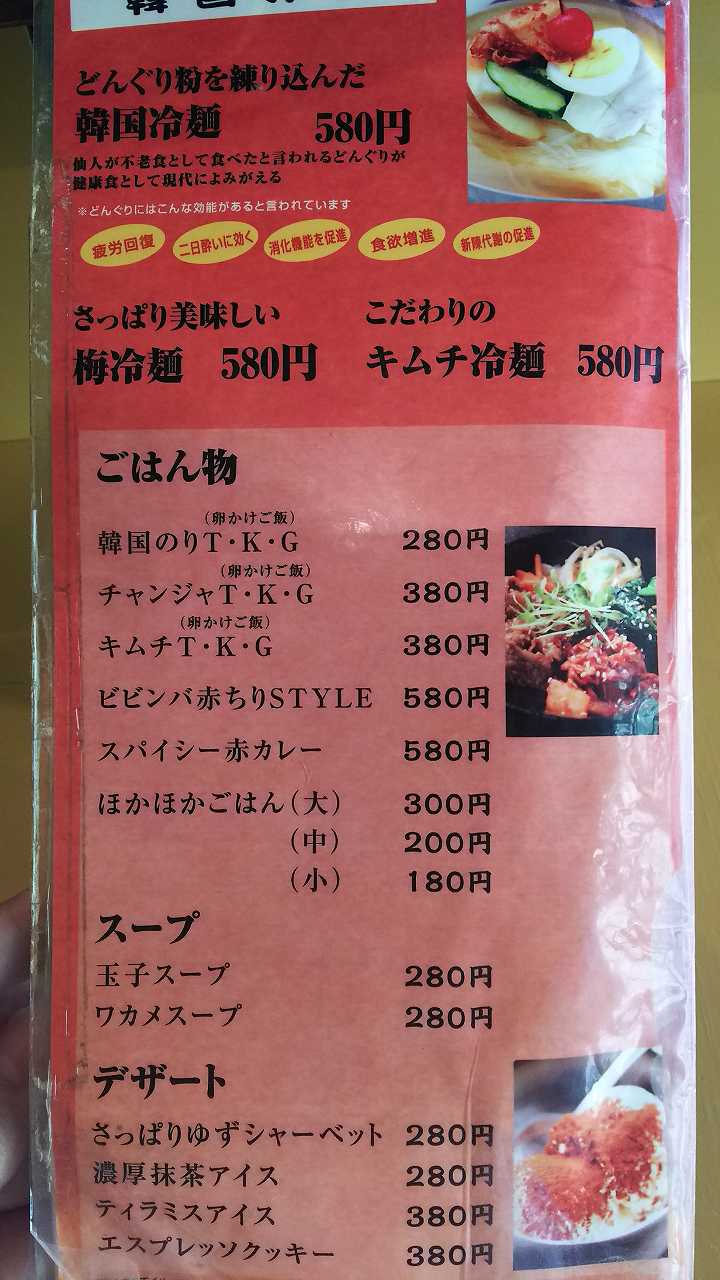 韓国
どんぐり粉を練り込んだ
韓国冷麺 580円
仙人が不老食として食べたと言われるどんぐりが
健康食として現代によみがえる
※どんぐりにはこんな効能があると言われています
疲労回復 二日酔いに効く 消化機能を促進 食欲増進 新陳代謝の促進
さっぱり美味しい
梅冷麺 580円
こだわりの
キムチ冷麺 580円
ごはん物
(卵かけご飯)
韓国のりT・K・G 280円
(卵かけご飯)
チャンジャT・K・G 380円
(卵かけご飯)
キムチT・K・G 380円
ビビンバ赤ちりSTYLE 580円
スパイシー赤カレー 580円
ほかほかごはん(大) 300円
(中) 200円
(小) 180円
スープ
玉子スープ 280円
ワカメスープ 280円
デザート
さっぱりゆずシャーベット 280円
濃厚抹茶アイス 280円
ティラミスアイス 380円
エスプレッソクッキー 380円